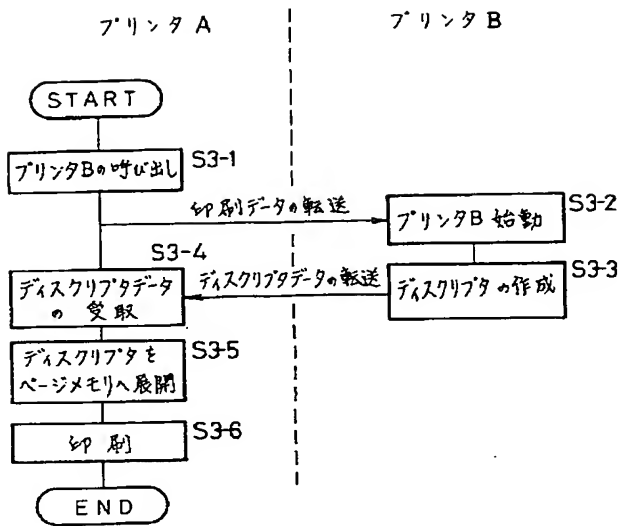 プリンタA
プリンタB
START
プリンタBの呼び出し
S3-1
印刷データの転送
プリンタB 始動
S3-2
S3-4
ディスクリプタデータ
の 受取
ディスクリプタデータの転送
ディスクリプタの作成
S3-3
ディスクリプタを
ページメモリへ展開
S3-5
印刷
S3-6
END